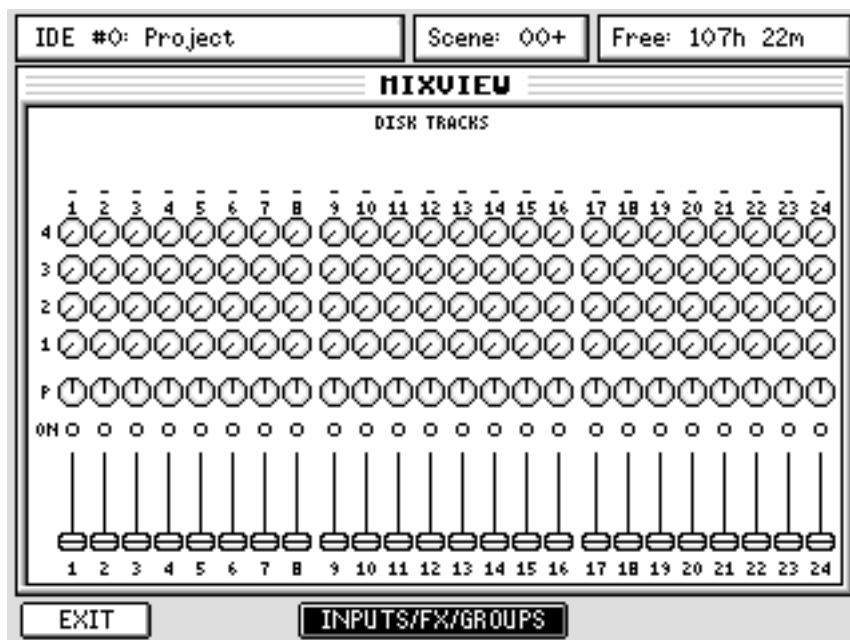 IDE #0: Project
Scene: 00+
Free: 107h 22m
MIXVIEW
DISK TRACKS
1 2 3 4 5 6 7 8 9 10 11 12 13 14 15 16 17 18 19 20 21 22 23 24
4
3
2
1
P
ON
1 2 3 4 5 6 7 8 9 10 11 12 13 14 15 16 17 18 19 20 21 22 23 24
EXIT
INPUTS/FX/GROUPS